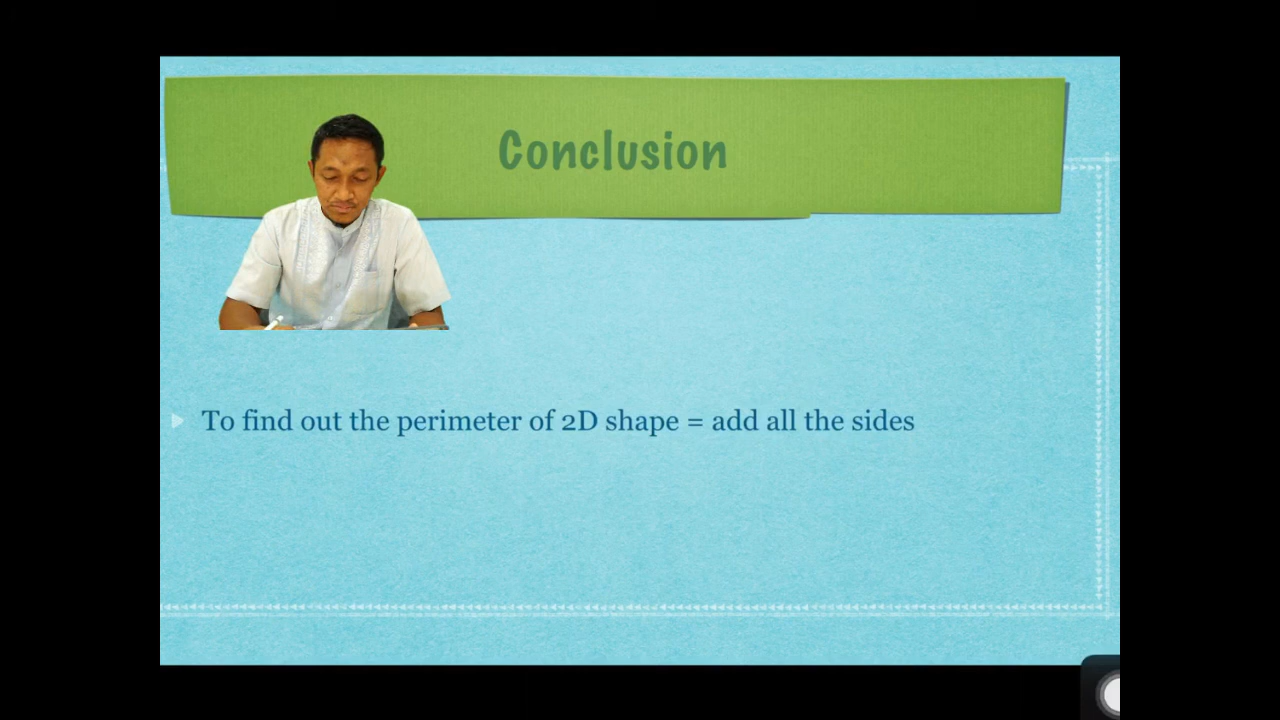 Conclusion
To find out the perimeter of 2D shape = add all the sides